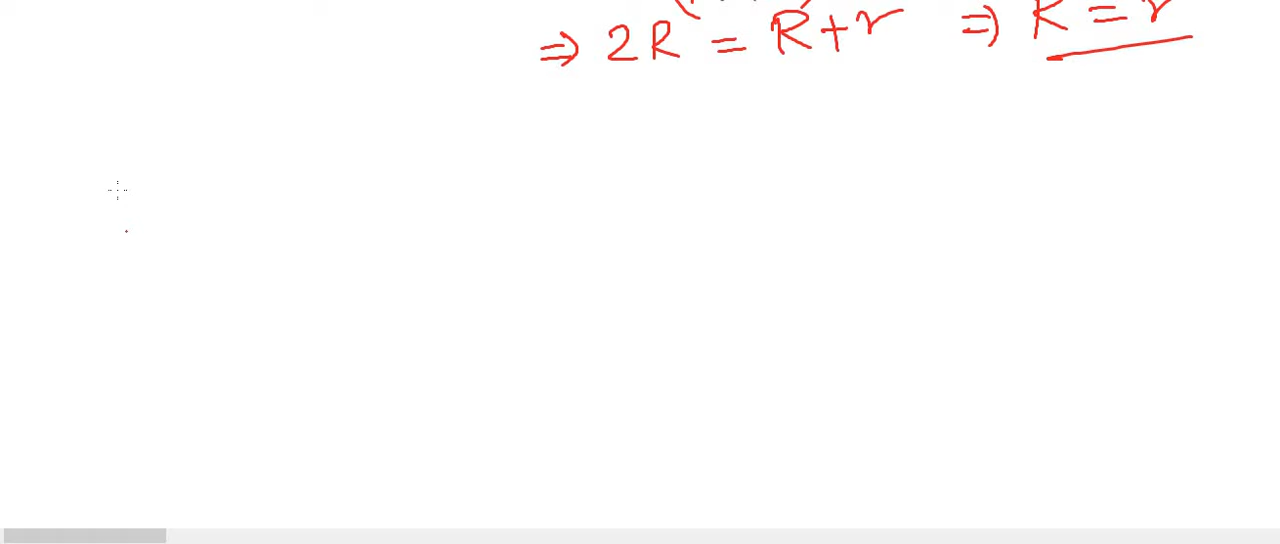 ⇒ 2R = R+r ⇒ R = r